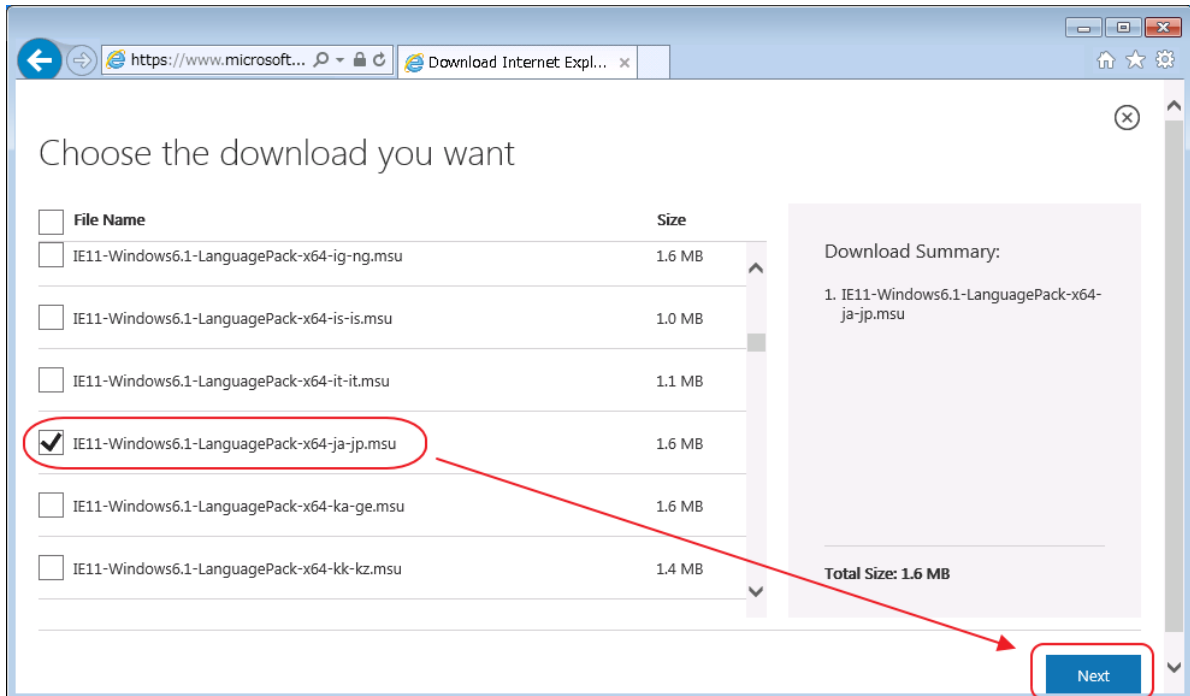 https://www.microsoft...
Download Internet Expl...
Choose the download you want
File Name Size
IE11-Windows6.1-LanguagePack-x64-ig-ng.msu 1.6 MB
IE11-Windows6.1-LanguagePack-x64-is-is.msu 1.0 MB
IE11-Windows6.1-LanguagePack-x64-it-it.msu 1.1 MB
IE11-Windows6.1-LanguagePack-x64-ja-jp.msu 1.6 MB
IE11-Windows6.1-LanguagePack-x64-ka-ge.msu 1.6 MB
IE11-Windows6.1-LanguagePack-x64-kk-kz.msu 1.4 MB
Download Summary:
1. IE11-Windows6.1-LanguagePack-x64-
ja-jp.msu
Total Size: 1.6 MB
Next